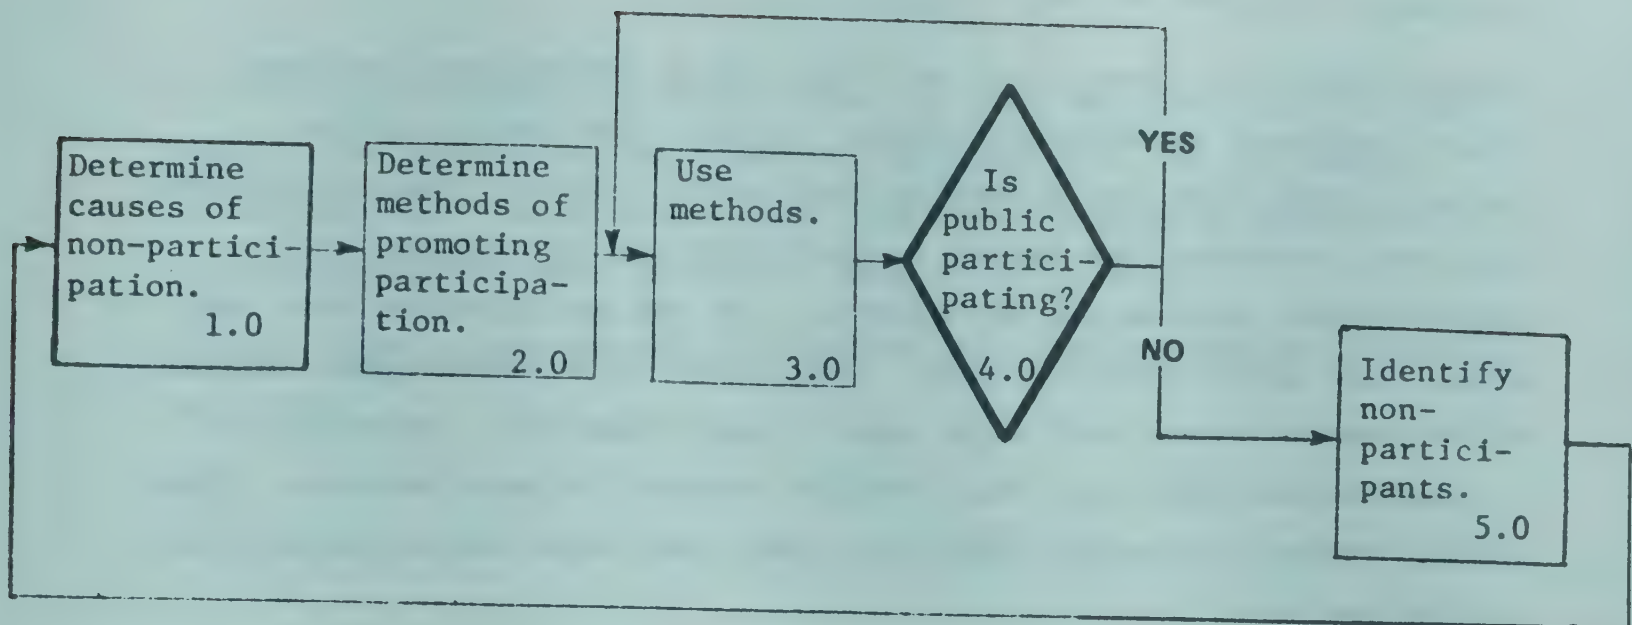 Determine
causes of
non-partici-
pation.
1.0
Determine
methods of
promoting
participa-
tion.
2.0
Use
methods.
3.0
Is
public
partici-
pating?
4.0
YES
NO
Identify
non-
partici-
pants.
5.0